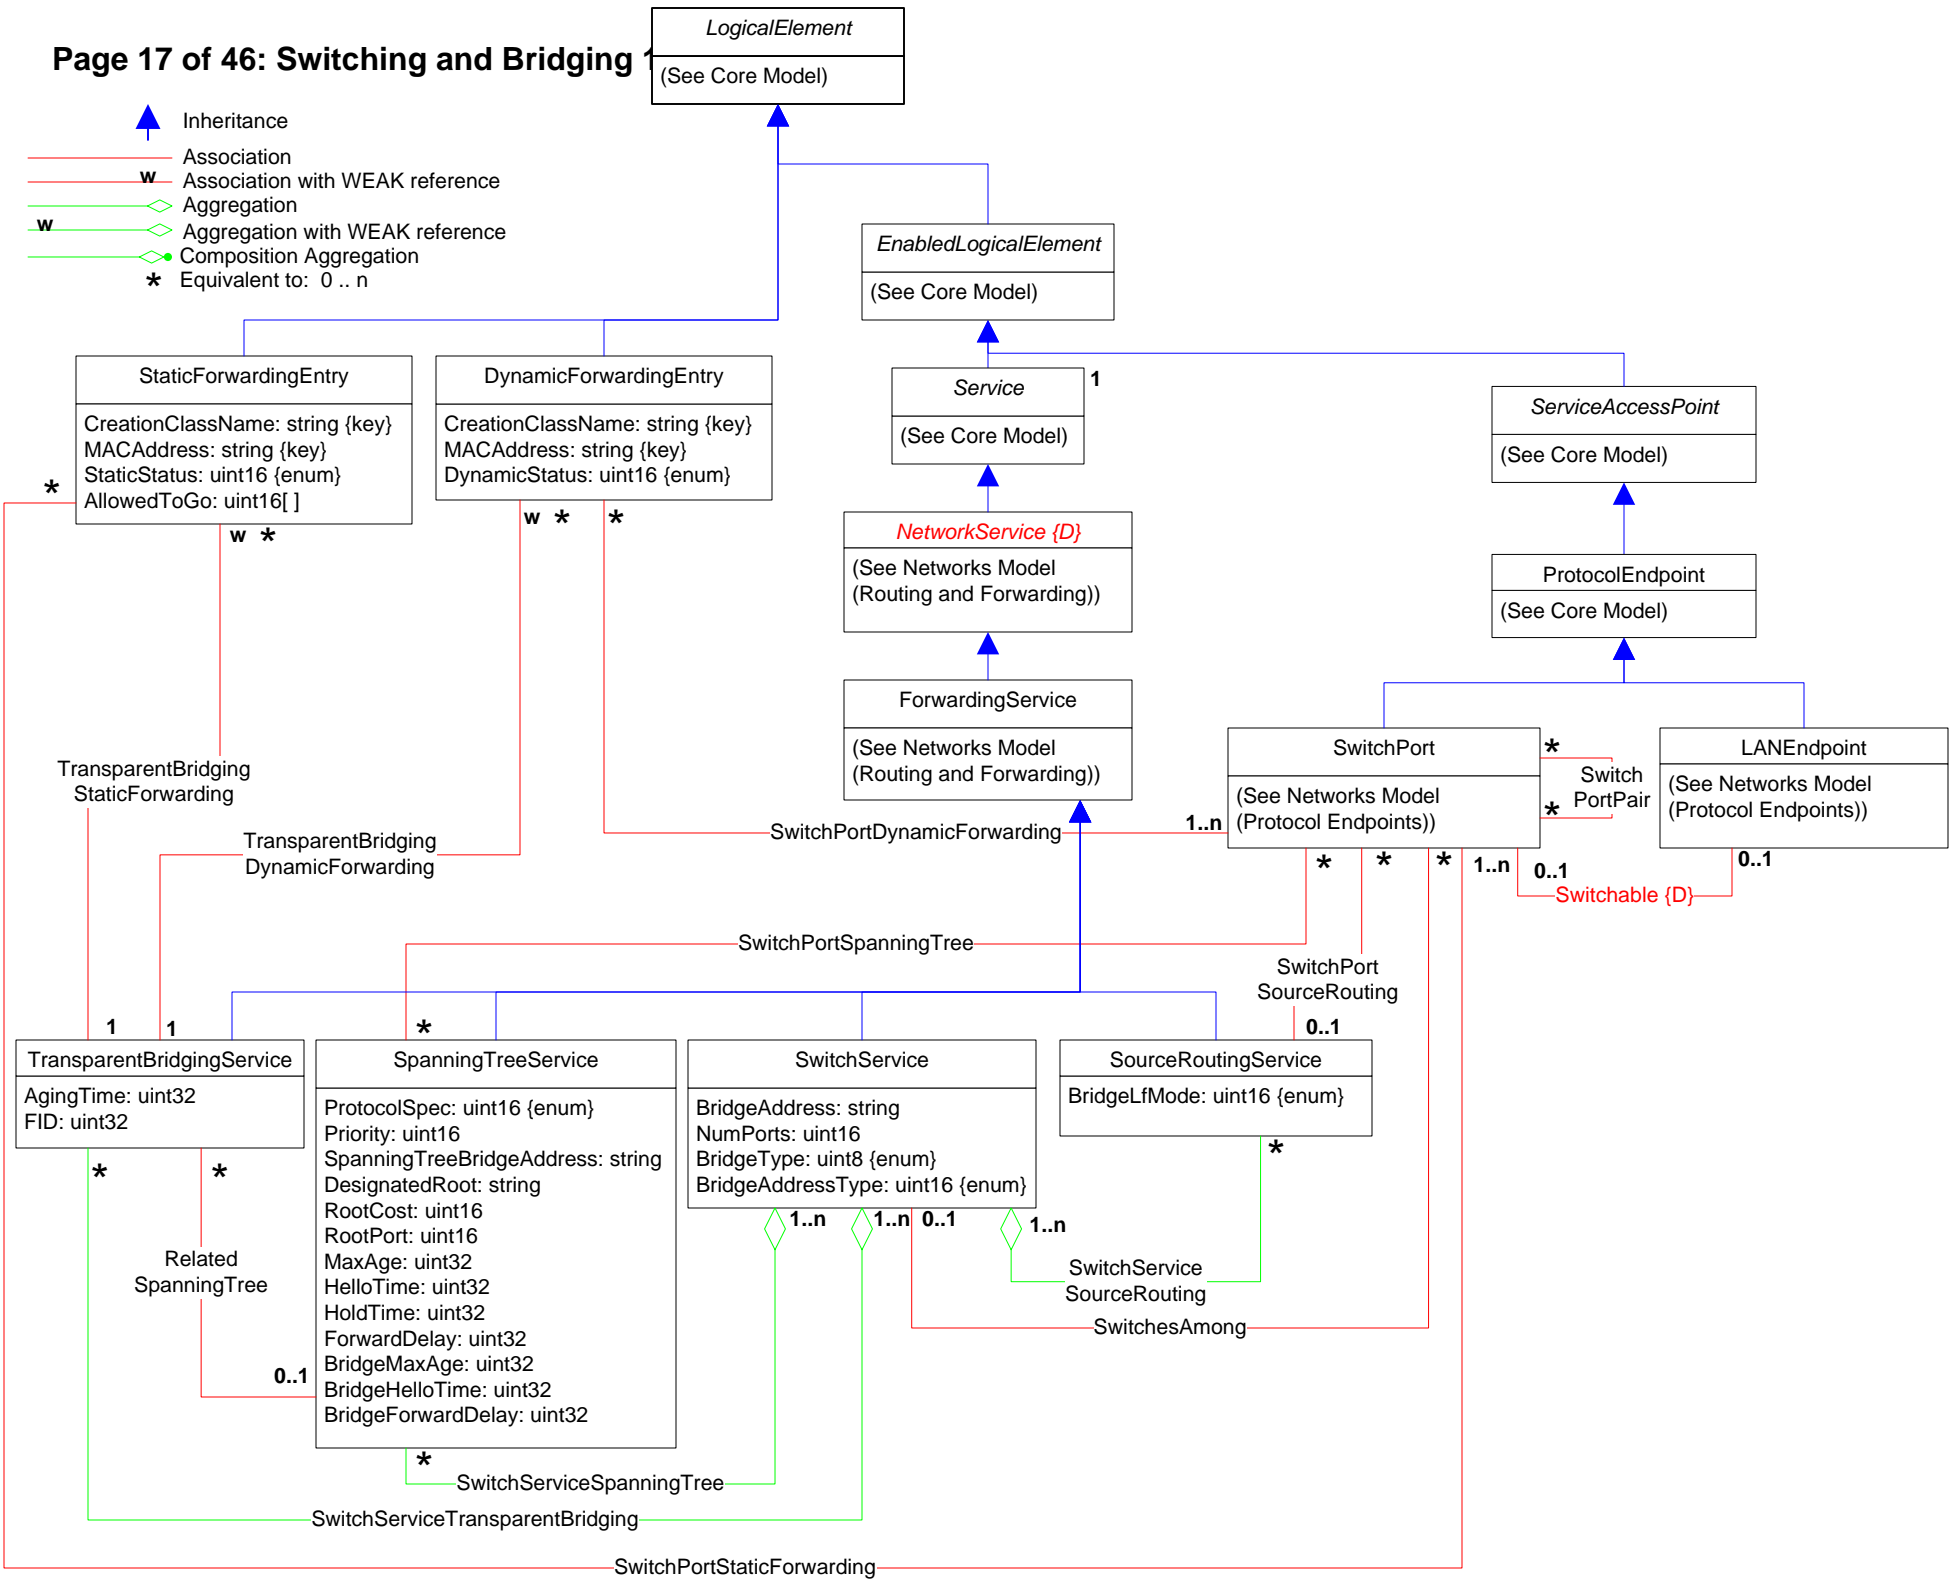 LogicalElement
(See Core Model)
Page 17 of 46: Switching and Bridging 1
Inheritance
Association
w
Association with WEAK reference
Aggregation
w
Aggregation with WEAK reference
Composition Aggregation
* Equivalent to: 0 .. n
EnabledLogicalElement
(See Core Model)
StaticForwardingEntry
CreationClassName: string {key}
MACAddress: string {key}
StaticStatus: uint16 {enum}
AllowedToGo: uint16[ ]
*
w *
DynamicForwardingEntry
CreationClassName: string {key}
MACAddress: string {key}
DynamicStatus: uint16 {enum}
w * *
Service
1
(See Core Model)
ServiceAccessPoint
(See Core Model)
NetworkService {D}
(See Networks Model
(Routing and Forwarding))
ProtocolEndpoint
(See Core Model)
ForwardingService
(See Networks Model
(Routing and Forwarding))
SwitchPort
(See Networks Model
(Protocol Endpoints))
*
Switch
PortPair
*
LANEndpoint
(See Networks Model
(Protocol Endpoints))
TransparentBridging
StaticForwarding
TransparentBridging
DynamicForwarding
SwitchPortDynamicForwarding
1..n
* * * 1..n 0..1
0..1
Switchable {D}
SwitchPortSpanningTree
SwitchPort
SourceRouting
1 1 * 0..1
TransparentBridgingService
AgingTime: uint32
FID: uint32
* *
SpanningTreeService
ProtocolSpec: uint16 {enum}
Priority: uint16
SpanningTreeBridgeAddress: string
DesignatedRoot: string
RootCost: uint16
RootPort: uint16
MaxAge: uint32
HelloTime: uint32
HoldTime: uint32
ForwardDelay: uint32
BridgeMaxAge: uint32
BridgeHelloTime: uint32
BridgeForwardDelay: uint32
SwitchService
BridgeAddress: string
NumPorts: uint16
BridgeType: uint8 {enum}
BridgeAddressType: uint16 {enum}
1..n 1..n 0..1 1..n
SourceRoutingService
BridgeLfMode: uint16 {enum}
*
Related
SpanningTree
0..1
SwitchService
SourceRouting
SwitchesAmong
*
SwitchServiceSpanningTree
SwitchServiceTransparentBridging
SwitchPortStaticForwarding